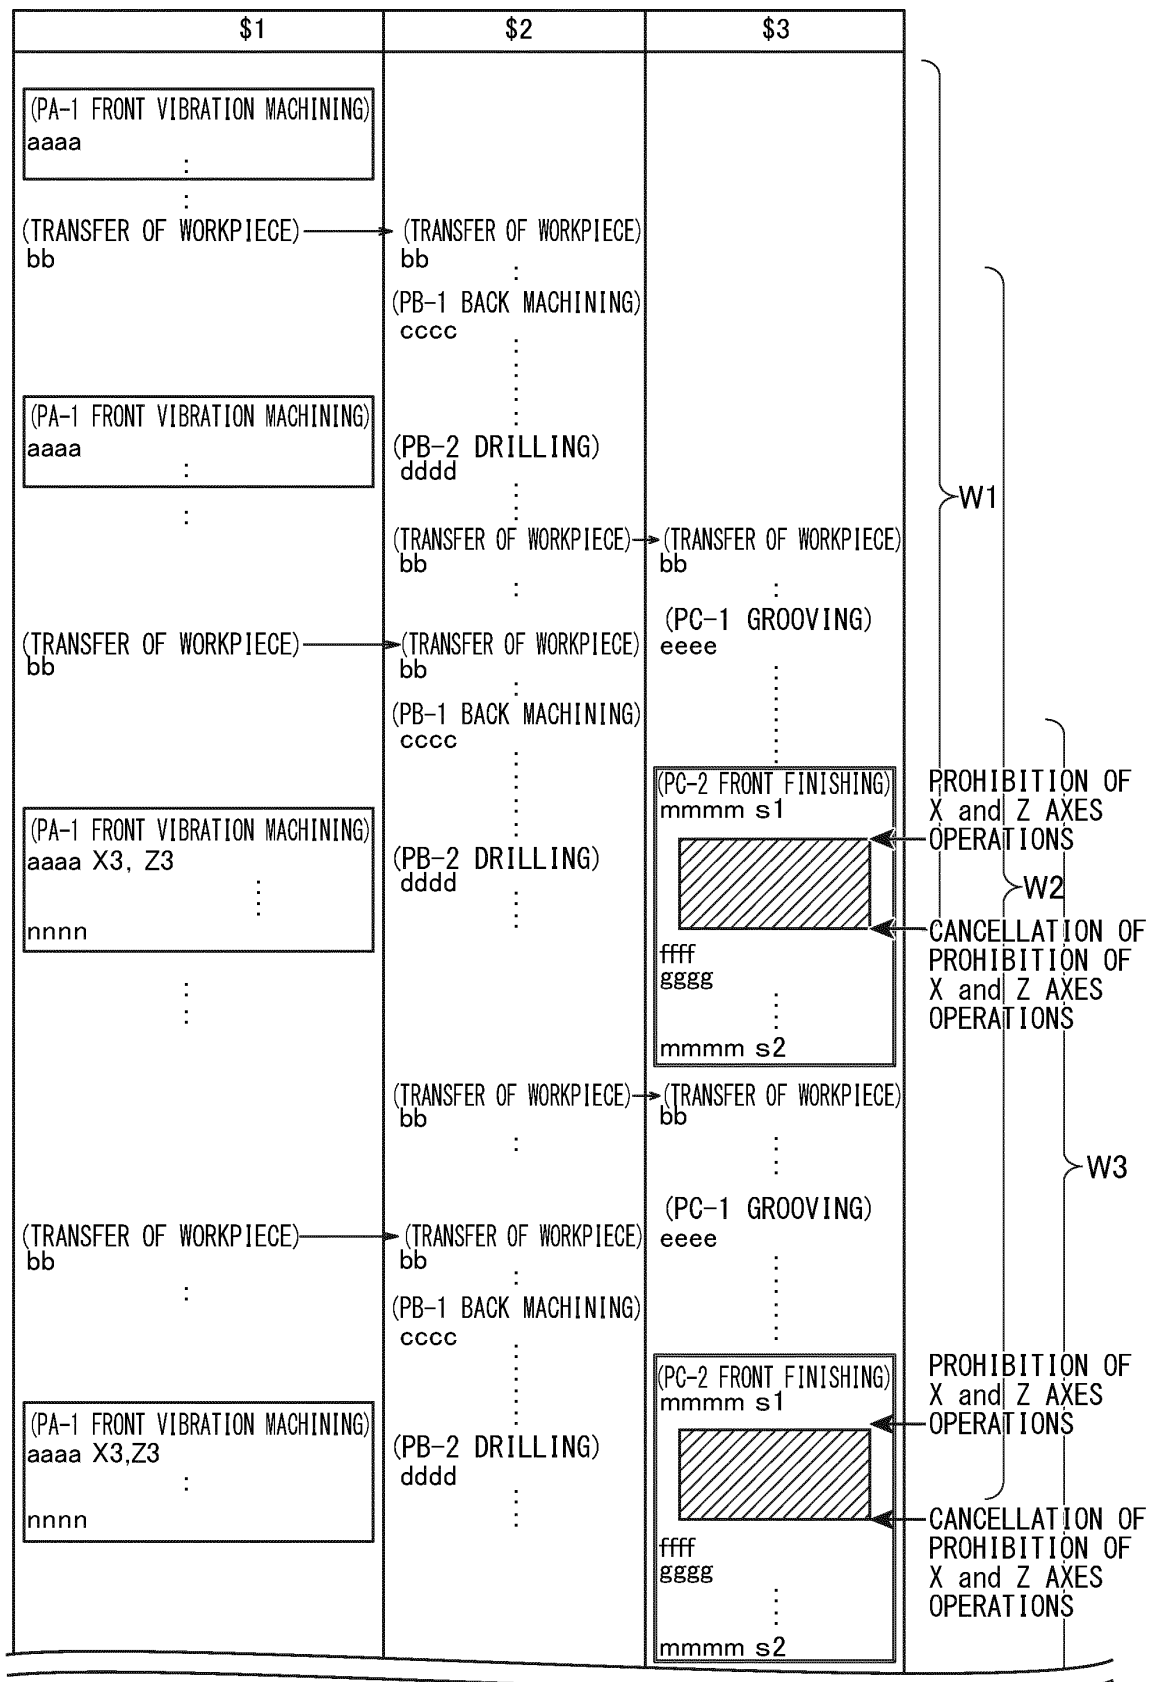 $1 $2 $3
(PA-1 FRONT VIBRATION MACHINING)
aaaa
(TRANSFER OF WORKPIECE) (TRANSFER OF WORKPIECE)
bb bb
(PB-1 BACK MACHINING)
cccc
(PA-1 FRONT VIBRATION MACHINING)
aaaa
(PB-2 DRILLING)
dddd
W1
(TRANSFER OF WORKPIECE) (TRANSFER OF WORKPIECE)
bb bb
(PC-1 GROOVING)
eeee
(TRANSFER OF WORKPIECE) (TRANSFER OF WORKPIECE)
bb bb
(PB-1 BACK MACHINING)
cccc
(PC-2 FRONT FINISHING)
mmmm s1
PROHIBITION OF
X and Z AXES
OPERATIONS
(PA-1 FRONT VIBRATION MACHINING)
aaaa X3, Z3
nnnn
(PB-2 DRILLING)
dddd
W2
CANCELLATION OF
PROHIBITION OF
X and Z AXES
OPERATIONS
ffff
gggg
mmmm s2
(TRANSFER OF WORKPIECE) (TRANSFER OF WORKPIECE)
bb bb
W3
(PC-1 GROOVING)
eeee
(TRANSFER OF WORKPIECE) (TRANSFER OF WORKPIECE)
bb bb
(PB-1 BACK MACHINING)
cccc
(PC-2 FRONT FINISHING)
mmmm s1
PROHIBITION OF
X and Z AXES
OPERATIONS
(PA-1 FRONT VIBRATION MACHINING)
aaaa X3,Z3
nnnn
(PB-2 DRILLING)
dddd
CANCELLATION OF
PROHIBITION OF
X and Z AXES
OPERATIONS
ffff
gggg
mmmm s2